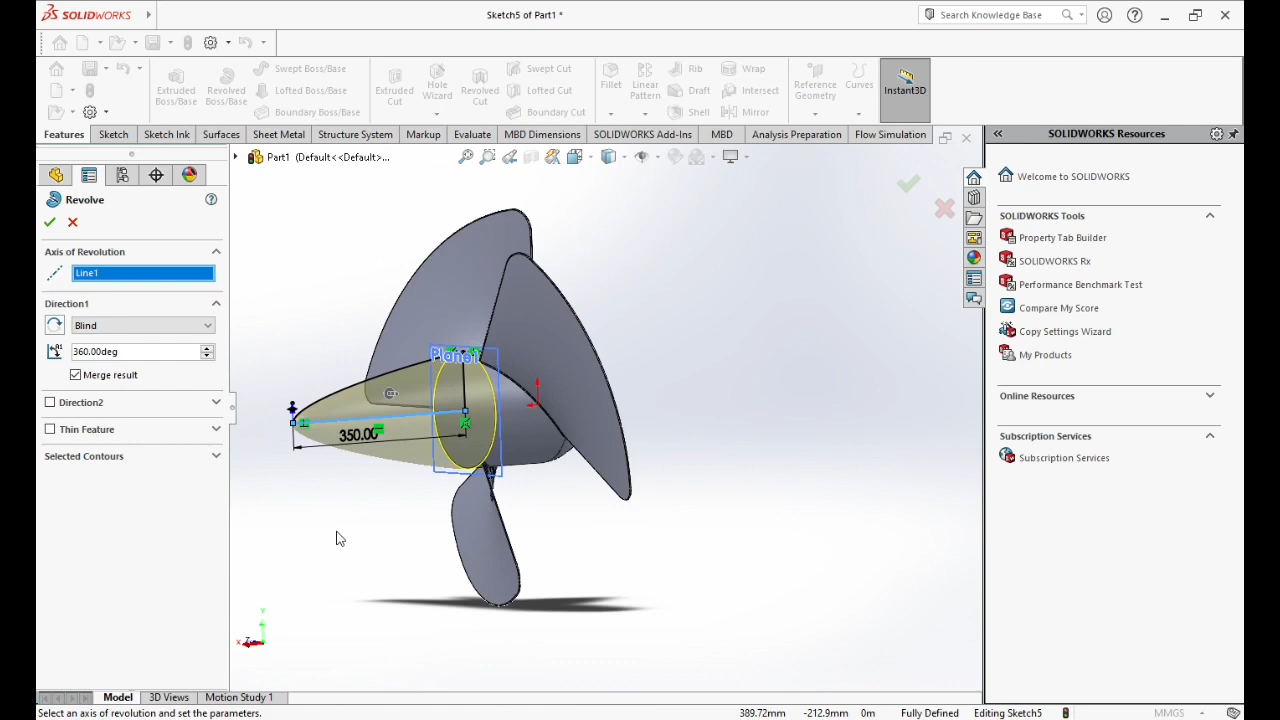 SOLIDWORKS
Sketch5 of Part1 *
Search Knowledge Base
Extruded Boss/Base
Revolved Boss/Base
Swept Boss/Base
Lofted Boss/Base
Boundary Boss/Base
Extruded Cut
Hole Wizard
Revolved Cut
Swept Cut
Lofted Cut
Boundary Cut
Fillet
Linear Pattern
Rib
Draft
Shell
Wrap
Intersect
Mirror
Reference Geometry
Curves
Instant3D
Features
Sketch
Sketch Ink
Surfaces
Sheet Metal
Structure System
Markup
Evaluate
MBD Dimensions
SOLIDWORKS Add-Ins
MBD
Analysis Preparation
Flow Simulation
Revolve
Axis of Revolution
Line1
Direction1
Blind
360.00deg
Merge result
Direction2
Thin Feature
Selected Contours
Part1 (Default<<Default>...
Plane1
350.00
Y
X
Z
SOLIDWORKS Resources
Welcome to SOLIDWORKS
SOLIDWORKS Tools
Property Tab Builder
SOLIDWORKS Rx
Performance Benchmark Test
Compare My Score
Copy Settings Wizard
My Products
Online Resources
Subscription Resources
Subscription Services
Model
3D Views
Motion Study 1
Select an axis of revolution and set the parameters.
389.72mm
-212.9mm
0m
Fully Defined
Editing Sketch5
MMGS